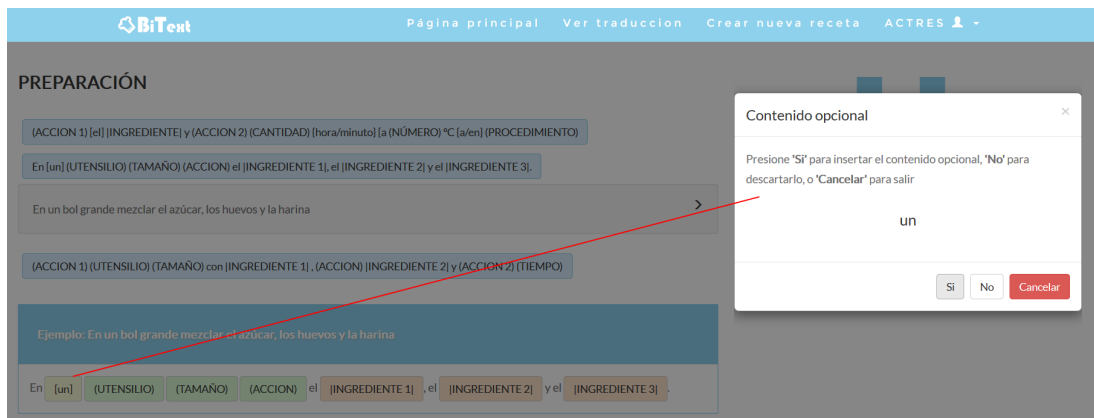 BiText
Página principal Ver traduccion Crear nueva receta ACTRES
PREPARACIÓN
(ACCION 1) [el] |INGREDIENTE| y (ACCION 2) (CANTIDAD) [hora/minuto] [a (NÚMERO) ºC [a/en] (PROCEDIMIENTO)
En [un] (UTENSILIO) (TAMAÑO) (ACCION) el |INGREDIENTE 1|, el |INGREDIENTE 2| y el |INGREDIENTE 3|.
En un bol grande mezclar el azúcar, los huevos y la harina
(ACCION 1) (UTENSILIO) (TAMAÑO) con |INGREDIENTE 1| , (ACCION) |INGREDIENTE 2| y (ACCION 2) (TIEMPO)
Ejemplo: En un bol grande mezclar el azúcar, los huevos y la harina
En [un] (UTENSILIO) (TAMAÑO) (ACCION) el |INGREDIENTE 1| , el |INGREDIENTE 2| y el |INGREDIENTE 3| .
Contenido opcional ×
Presione 'Si' para insertar el contenido opcional, 'No' para
descartarlo, o 'Cancelar' para salir
un
Si No Cancelar